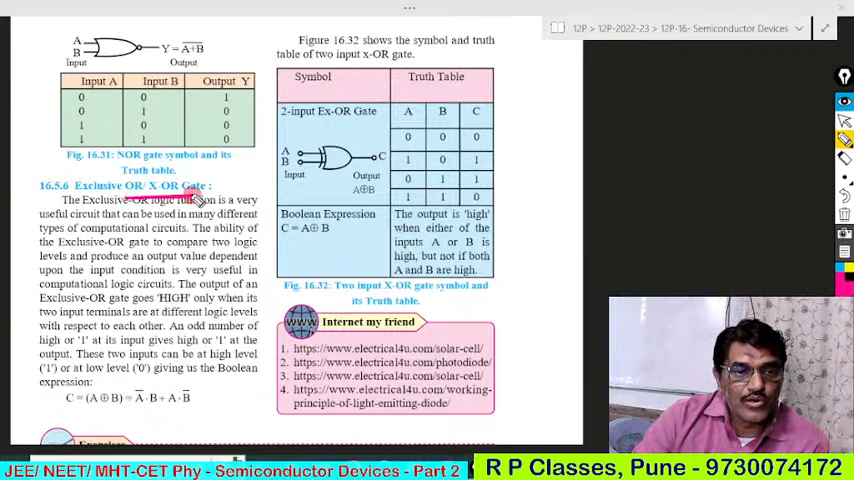 12P > 12P-2022-23 > 12P-16- Semiconductor Devices
A
B
Y = A+B
Input
Output
Input A Input B Output Y
0 0 1
0 1 0
1 0 0
1 1 0
Fig. 16.31: NOR gate symbol and its
Truth table.
16.5.6 Exclusive OR/ X-OR Gate :
The Exclusive-OR logic function is a very
useful circuit that can be used in many different
types of computational circuits. The ability of
the Exclusive-OR gate to compare two logic
levels and produce an output value dependent
upon the input condition is very useful in
computational logic circuits. The output of an
Exclusive-OR gate goes 'HIGH' only when its
two input terminals are at different logic levels
with respect to each other. An odd number of
high or '1' at its input gives high or '1' at the
output. These two inputs can be at high level
('1') or at low level ('0') giving us the Boolean
expression:
C = (A ⊕ B) = A̅ · B + A · B̅
Exercises
Figure 16.32 shows the symbol and truth
table of two input x-OR gate.
Symbol Truth Table
2-input Ex-OR Gate
A
B
C
Input Output
A⊕B
A B C
0 0 0
1 0 1
0 1 1
1 1 0
Boolean Expression
C = A⊕ B
The output is 'high'
when either of the
inputs A or B is
high, but not if both
A and B are high.
Fig. 16.32: Two input X-OR gate symbol and
its Truth table.
www Internet my friend
1. https://www.electrical4u.com/solar-cell/
2. https://www.electrical4u.com/photodiode/
3. https://www.electrical4u.com/solar-cell/
4. https://www.electrical4u.com/working-
principle-of-light-emitting-diode/
JEE/ NEET/ MHT-CET Phy - Semiconductor Devices - Part 2
R P Classes, Pune - 9730074172